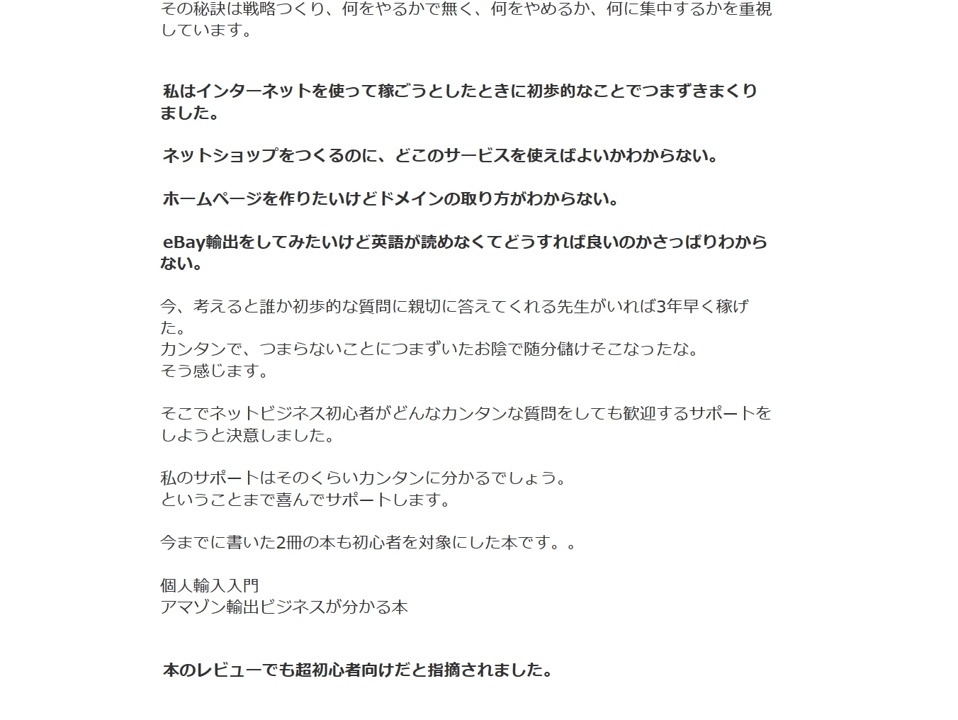 その秘訣は戦略つくり、何をやるかで無く、何をやめるか、何に集中するかを重視
しています。
私はインターネットを使って稼ごうとしたときに初歩的なことでつまずきまくり
ました。
ネットショップをつくるのに、どこのサービスを使えばよいかわからない。
ホームページを作りたいけどドメインの取り方がわからない。
eBay輸出をしてみたいけど英語が読めなくてどうすれば良いのかさっぱりわから
ない。
今、考えると誰か初歩的な質問に親切に答えてくれる先生がいれば3年早く稼げ
た。
カンタンで、つまらないことにつまずいたお陰で随分儲けそこなったな。
そう感じます。
そこでネットビジネス初心者がどんなカンタンな質問をしても歓迎するサポートを
しようと決意しました。
私のサポートはそのくらいカンタンに分かるでしょう。
ということまで喜んでサポートします。
今までに書いた2冊の本も初心者を対象にした本です。。
個人輸入入門
アマゾン輸出ビジネスが分かる本
本のレビューでも超初心者向けだと指摘されました。